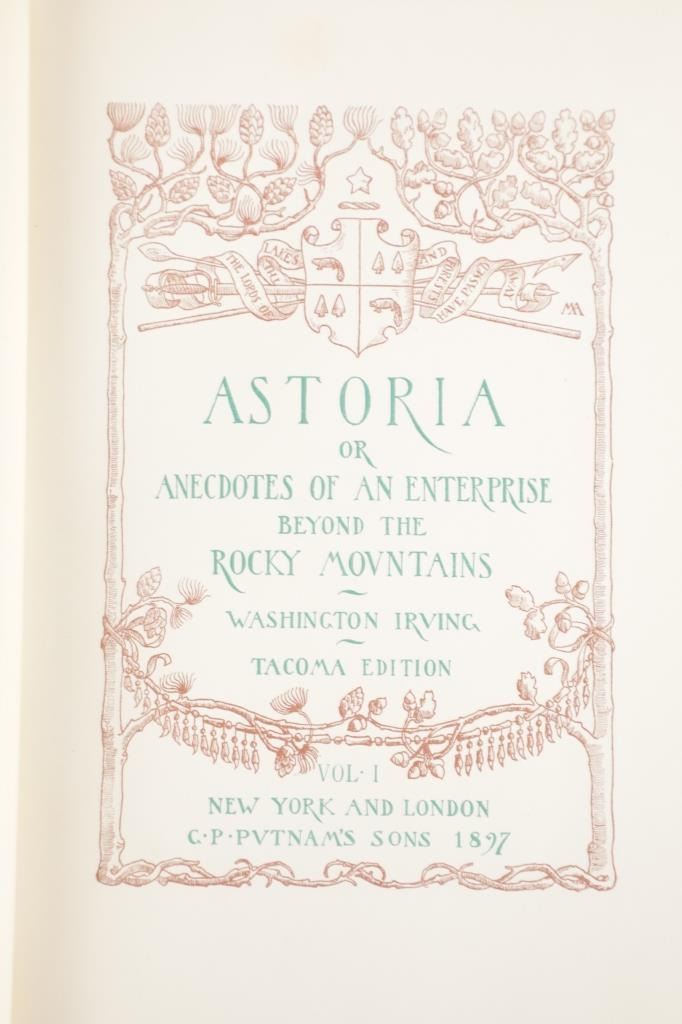 THE LORDS OF
LAKES
AND
HAVE PASSED
AWAY
MA
ASTORIA
OR
ANECDOTES OF AN ENTERPRISE
BEYOND THE
ROCKY MOVNTAINS
WASHINGTON IRVING
TACOMA EDITION
VOL·I
NEW YORK AND LONDON
G·P·PVTNAM'S SONS 1897